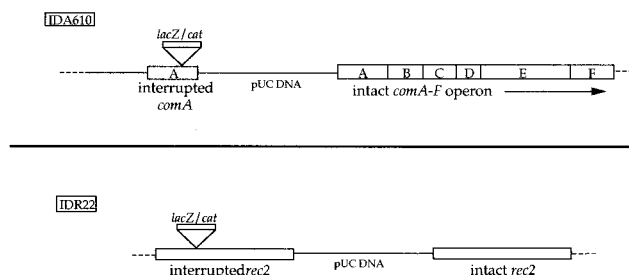 IDA610
lacZ/cat
A
A B C D E F
interrupted
comA
pUC DNA
intact comA-F operon
IDR22
lacZ/cat
interruptedrec2
pUC DNA
intact rec2